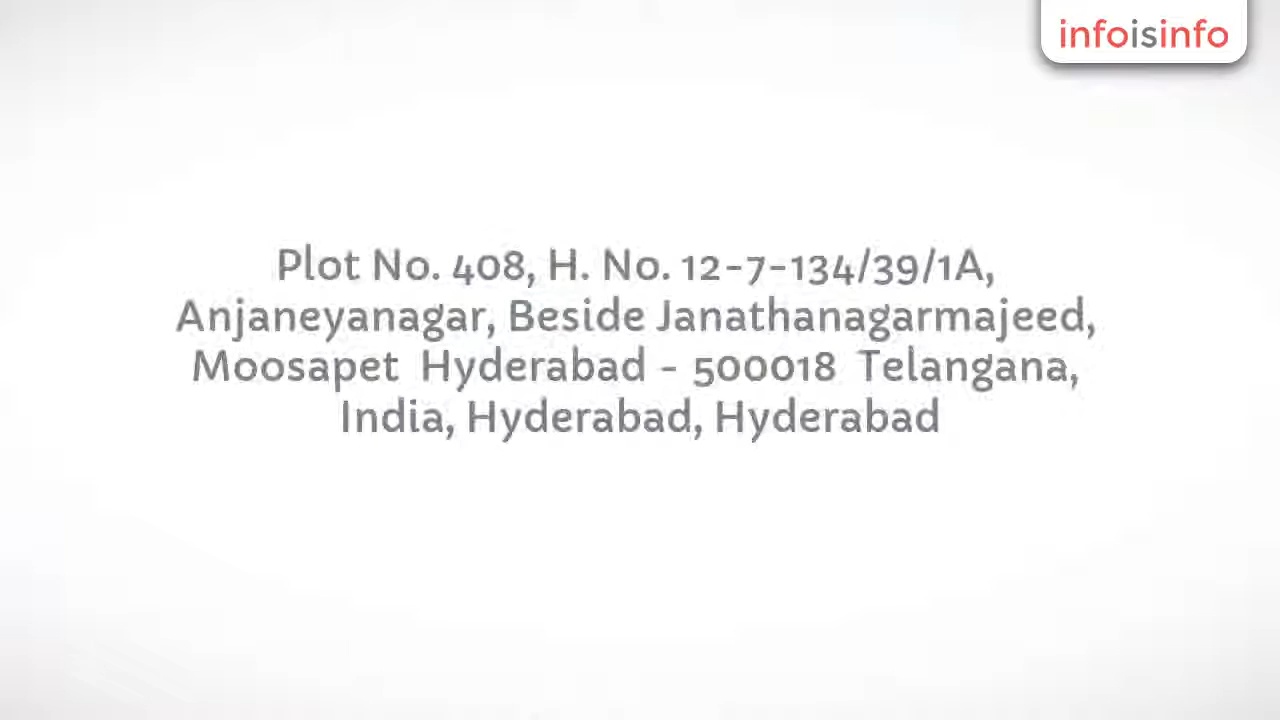 infoisinfo
Plot No. 408, H. No. 12-7-134/39/1A,
Anjaneyanagar, Beside Janathanagarmajeed,
Moosapet  Hyderabad - 500018  Telangana,
India, Hyderabad, Hyderabad